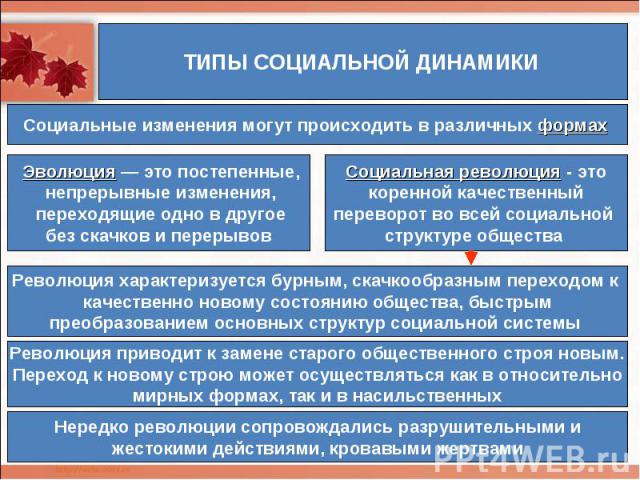 ТИПЫ СОЦИАЛЬНОЙ ДИНАМИКИ
Социальные изменения могут происходить в различных формах
Эволюция — это постепенные,
непрерывные изменения,
переходящие одно в другое
без скачков и перерывов
Социальная революция - это
коренной качественный
переворот во всей социальной
структуре общества
Революция характеризуется бурным, скачкообразным переходом к
качественно новому состоянию общества, быстрым
преобразованием основных структур социальной системы
Революция приводит к замене старого общественного строя новым.
Переход к новому строю может осуществляться как в относительно
мирных формах, так и в насильственных
Нередко революции сопровождались разрушительными и
жестокими действиями, кровавыми жертвами
PPt4WEB.ru